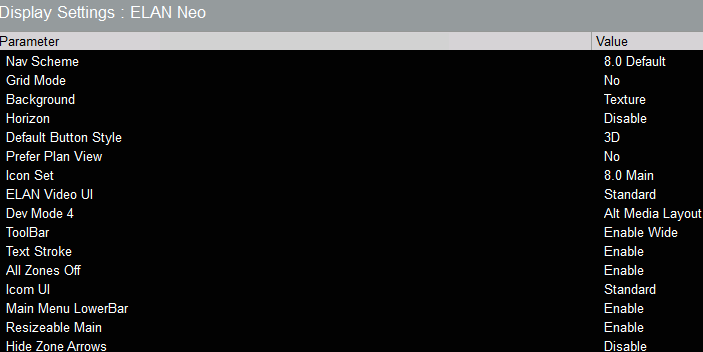 Display Settings : ELAN Neo
Parameter Value
Nav Scheme 8.0 Default
Grid Mode No
Background Texture
Horizon Disable
Default Button Style 3D
Prefer Plan View No
Icon Set 8.0 Main
ELAN Video UI Standard
Dev Mode 4 Alt Media Layout
ToolBar Enable Wide
Text Stroke Enable
All Zones Off Enable
Icom UI Standard
Main Menu LowerBar Enable
Resizeable Main Enable
Hide Zone Arrows Disable